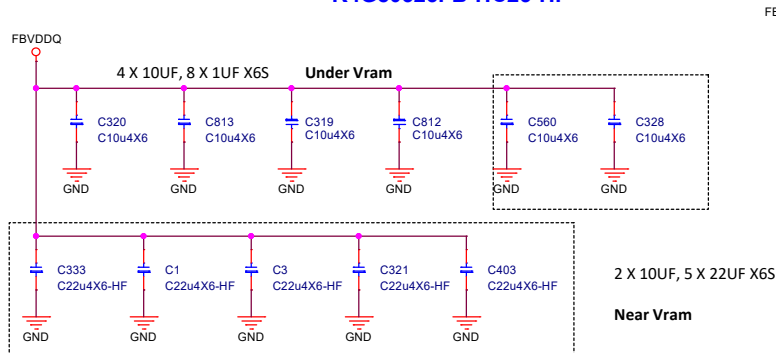 FBVDDQ
4 X 10UF, 8 X 1UF X6S Under Vram
C320 C813 C319 C812 C560 C328
C10u4X6 C10u4X6 C10u4X6 C10u4X6 C10u4X6 C10u4X6
GND GND GND GND GND GND
C333 C1 C3 C321 C403
C22u4X6-HF C22u4X6-HF C22u4X6-HF C22u4X6-HF C22u4X6-HF
2 X 10UF, 5 X 22UF X6S
GND GND GND GND GND
Near Vram